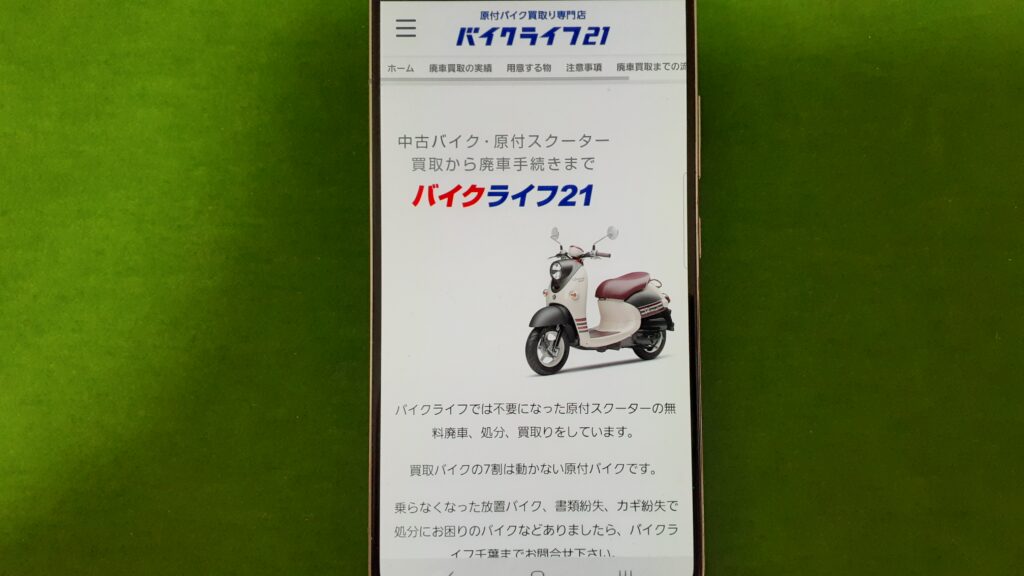 原付バイク買取り専門店
バイクライフ21
ホーム 廃車買取の実績 用意する物 注意事項 廃車買取までの流
中古バイク・原付スクーター
買取から廃車手続きまで
バイクライフ21
バイクライフでは不要になった原付スクーターの無
料廃車、処分、買取りをしています。
買取バイクの7割は動かない原付バイクです。
乗らなくなった放置バイク、書類紛失、カギ紛失で
処分にお困りのバイクなどありましたら、バイクラ
イフ千葉までお問合せ下さい。